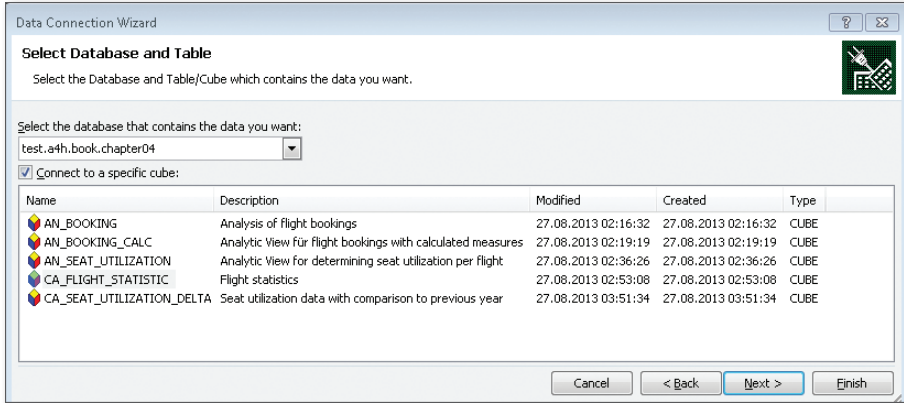 Data Connection Wizard
Select Database and Table
Select the Database and Table/Cube which contains the data you want.
Select the database that contains the data you want:
test.a4h.book.chapter04
Connect to a specific cube:
Name Description Modified Created Type
AN_BOOKING Analysis of flight bookings 27.08.2013 02:16:32 27.08.2013 02:16:32 CUBE
AN_BOOKING_CALC Analytic View für flight bookings with calculated measures 27.08.2013 02:19:19 27.08.2013 02:19:19 CUBE
AN_SEAT_UTILIZATION Analytic View for determining seat utilization per flight 27.08.2013 02:36:26 27.08.2013 02:36:26 CUBE
CA_FLIGHT_STATISTIC Flight statistics 27.08.2013 02:53:08 27.08.2013 02:53:08 CUBE
CA_SEAT_UTILIZATION_DELTA Seat utilization data with comparison to previous year 27.08.2013 03:51:34 27.08.2013 03:51:34 CUBE
Cancel < Back Next > Finish